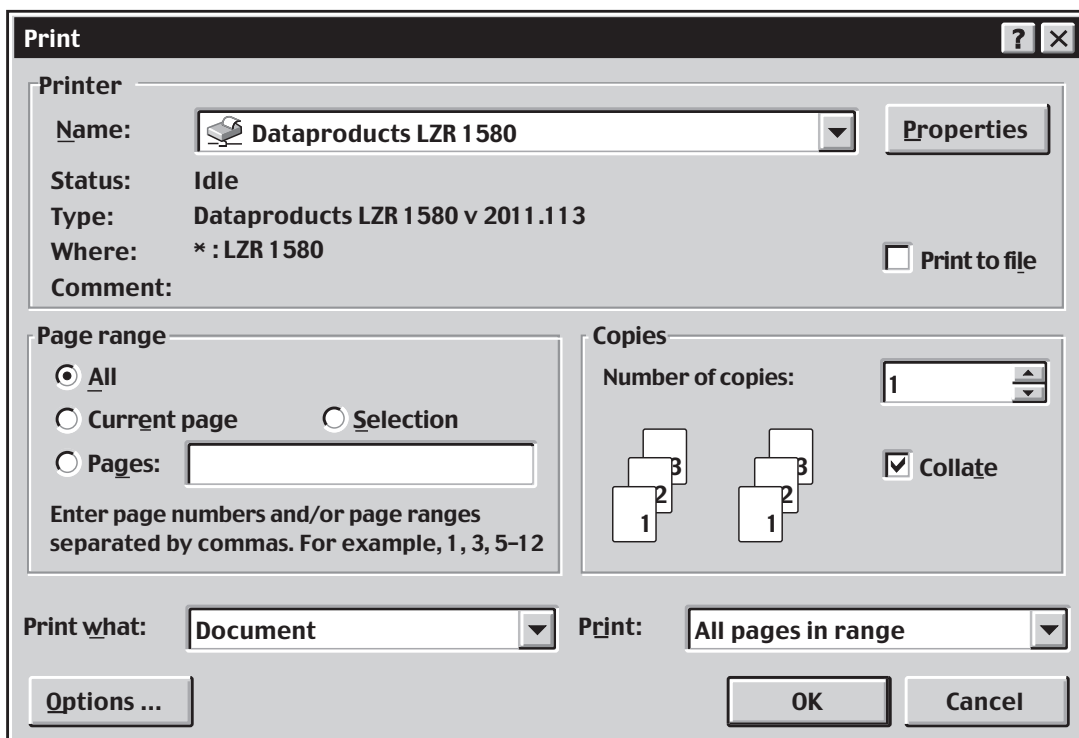 Print
Printer
Name: Dataproducts LZR 1580 Properties
Status: Idle
Type: Dataproducts LZR 1580 v 2011.113
Where: * : LZR 1580
Print to file
Comment:
Page range
All
Current page Selection
Pages:
Enter page numbers and/or page ranges
separated by commas. For example, 1, 3, 5–12
Copies
Number of copies: 1
3 3
2 2
1 1
Collate
Print what: Document Print: All pages in range
Options ... OK Cancel